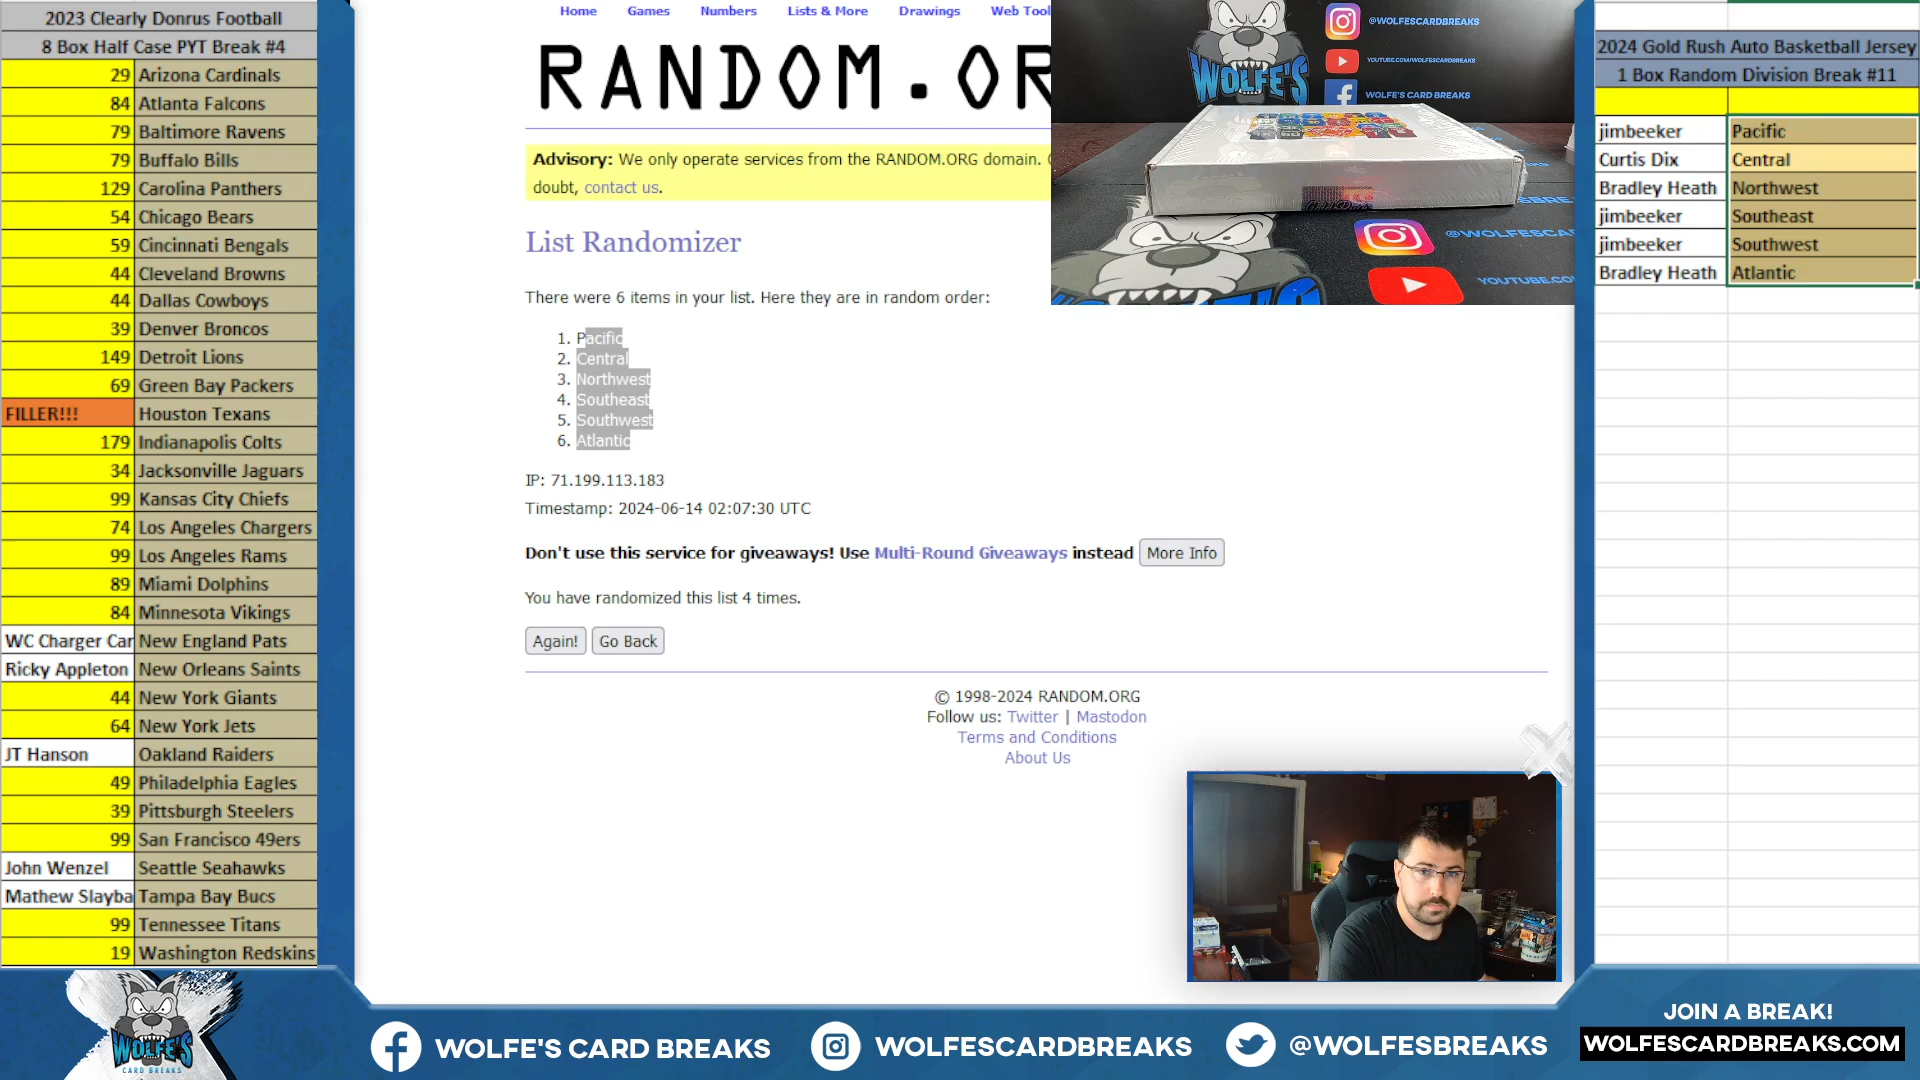 2023 Clearly Donrus Football
8 Box Half Case PYT Break #4
29 Arizona Cardinals
84 Atlanta Falcons
79 Baltimore Ravens
79 Buffalo Bills
129 Carolina Panthers
54 Chicago Bears
59 Cincinnati Bengals
44 Cleveland Browns
44 Dallas Cowboys
39 Denver Broncos
149 Detroit Lions
69 Green Bay Packers
FILLER!!! Houston Texans
179 Indianapolis Colts
34 Jacksonville Jaguars
99 Kansas City Chiefs
74 Los Angeles Chargers
99 Los Angeles Rams
89 Miami Dolphins
84 Minnesota Vikings
WC Charger Car New England Pats
Ricky Appleton New Orleans Saints
44 New York Giants
64 New York Jets
JT Hanson Oakland Raiders
49 Philadelphia Eagles
39 Pittsburgh Steelers
99 San Francisco 49ers
John Wenzel Seattle Seahawks
Mathew Slayba Tampa Bay Bucs
99 Tennessee Titans
19 Washington Redskins
Home Games Numbers Lists & More Drawings Web Tool
RANDOM.OR
Advisory: We only operate services from the RANDOM.ORG domain.
doubt, contact us.
List Randomizer
There were 6 items in your list. Here they are in random order:
1. Pacific
2. Central
3. Northwest
4. Southeast
5. Southwest
6. Atlantic
IP: 71.199.113.183
Timestamp: 2024-06-14 02:07:30 UTC
Don't use this service for giveaways! Use Multi-Round Giveaways instead More Info
You have randomized this list 4 times.
Again! Go Back
© 1998-2024 RANDOM.ORG
Follow us: Twitter | Mastodon
Terms and Conditions
About Us
WOLFE'S
@WOLFESCARDBREAKS
YOUTUBE.COM/WOLFESCARDBREAKS
WOLFE'S CARD BREAKS
@WOLFESCA
YOUTUBE.CO
2024 Gold Rush Auto Basketball Jersey
1 Box Random Division Break #11
jimbeeker Pacific
Curtis Dix Central
Bradley Heath Northwest
jimbeeker Southeast
jimbeeker Southwest
Bradley Heath Atlantic
WOLFE'S
CARD BREAKS
WOLFE'S CARD BREAKS
WOLFESCARDBREAKS
@WOLFESBREAKS
JOIN A BREAK!
WOLFESCARDBREAKS.COM